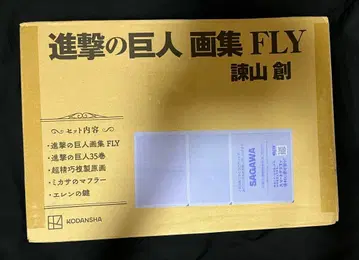 進撃の巨人 画集 FLY
諫山 創
セット内容
・進撃の巨人画集 FLY
・進撃の巨人35巻
・超精巧複製原画
・ミカサのマフラー
・エレンの鍵
SAGAWA
KODANSHA